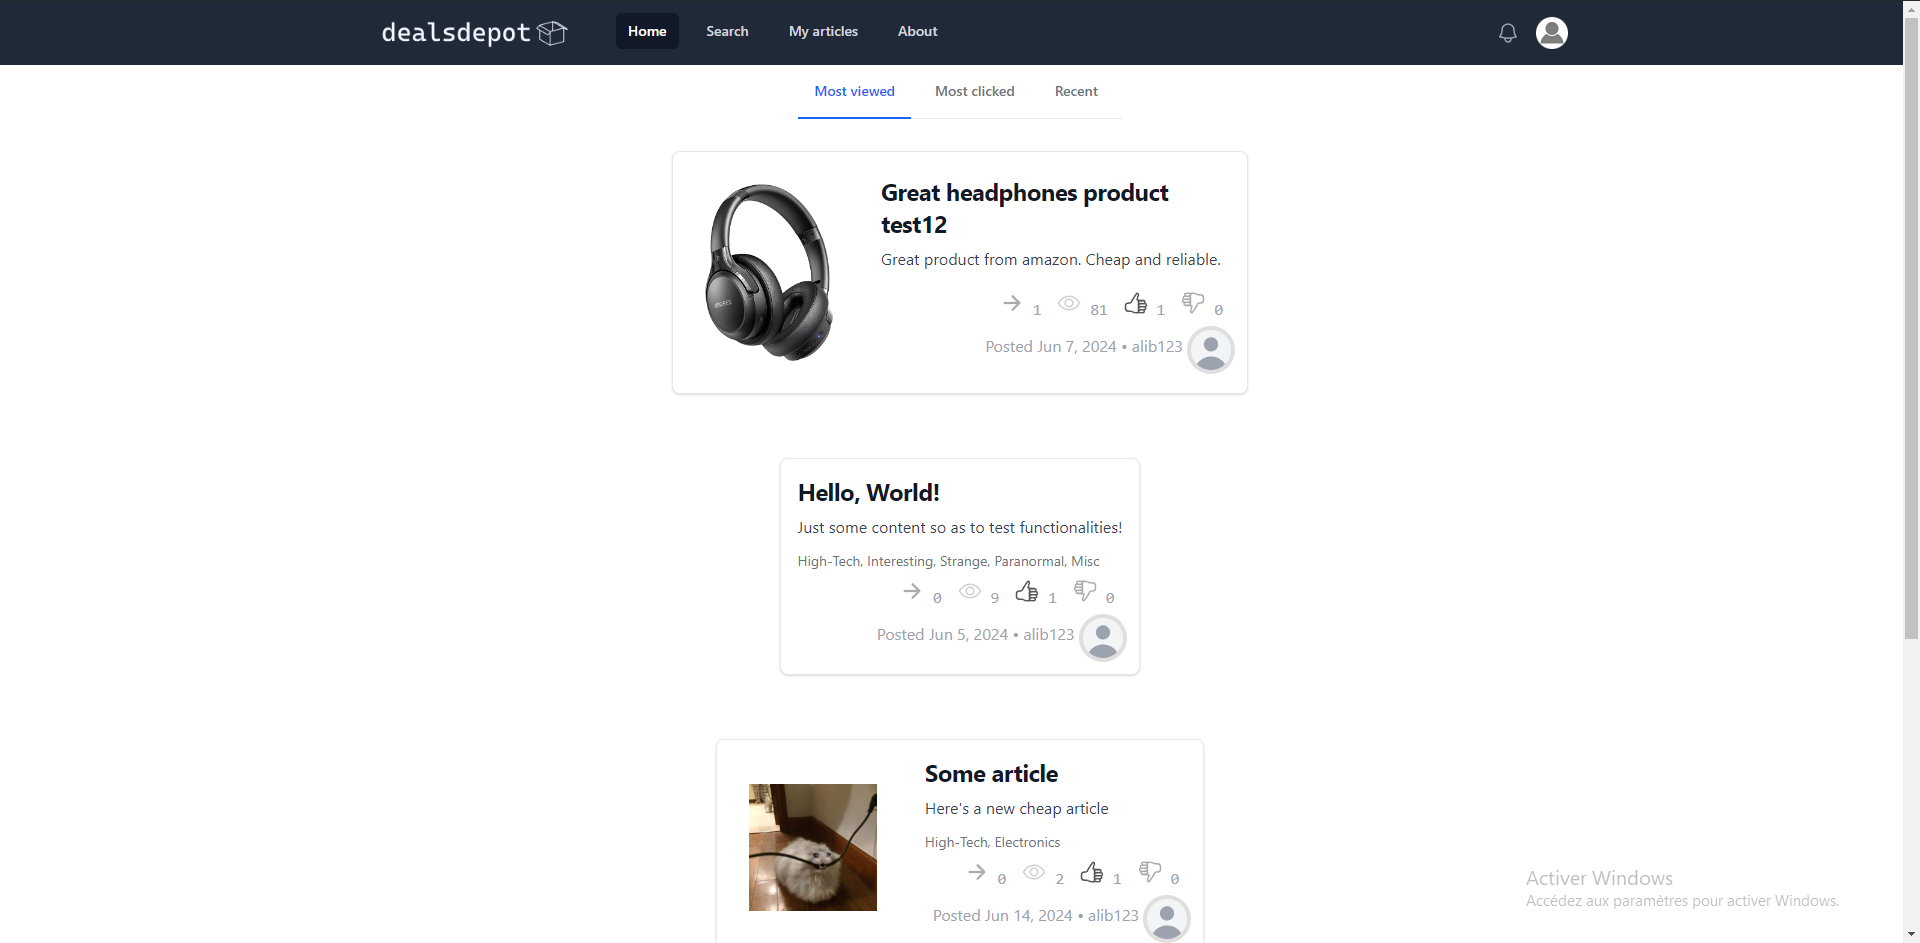 dealsdepot
Home Search My articles About
Most viewed Most clicked Recent
Great headphones product
test12
Great product from amazon. Cheap and reliable.
1 81 1 0
Posted Jun 7, 2024 • alib123
Hello, World!
Just some content so as to test functionalities!
High-Tech, Interesting, Strange, Paranormal, Misc
0 9 1 0
Posted Jun 5, 2024 • alib123
Some article
Here's a new cheap article
High-Tech, Electronics
0 2 1 0
Posted Jun 14, 2024 • alib123
Activer Windows
Accédez aux paramètres pour activer Windows.